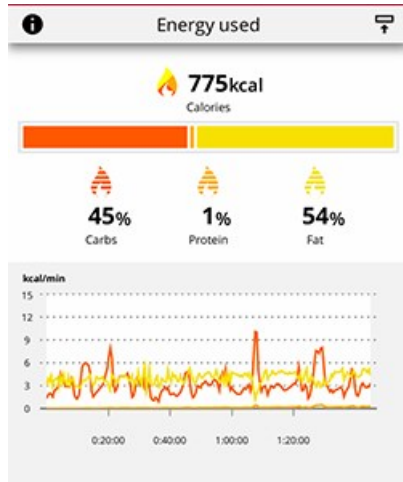 Energy used
775kcal
Calories
45% 1% 54%
Carbs Protein Fat
kcal/min
15
12
9
6
3
0
0:20:00 0:40:00 1:00:00 1:20:00